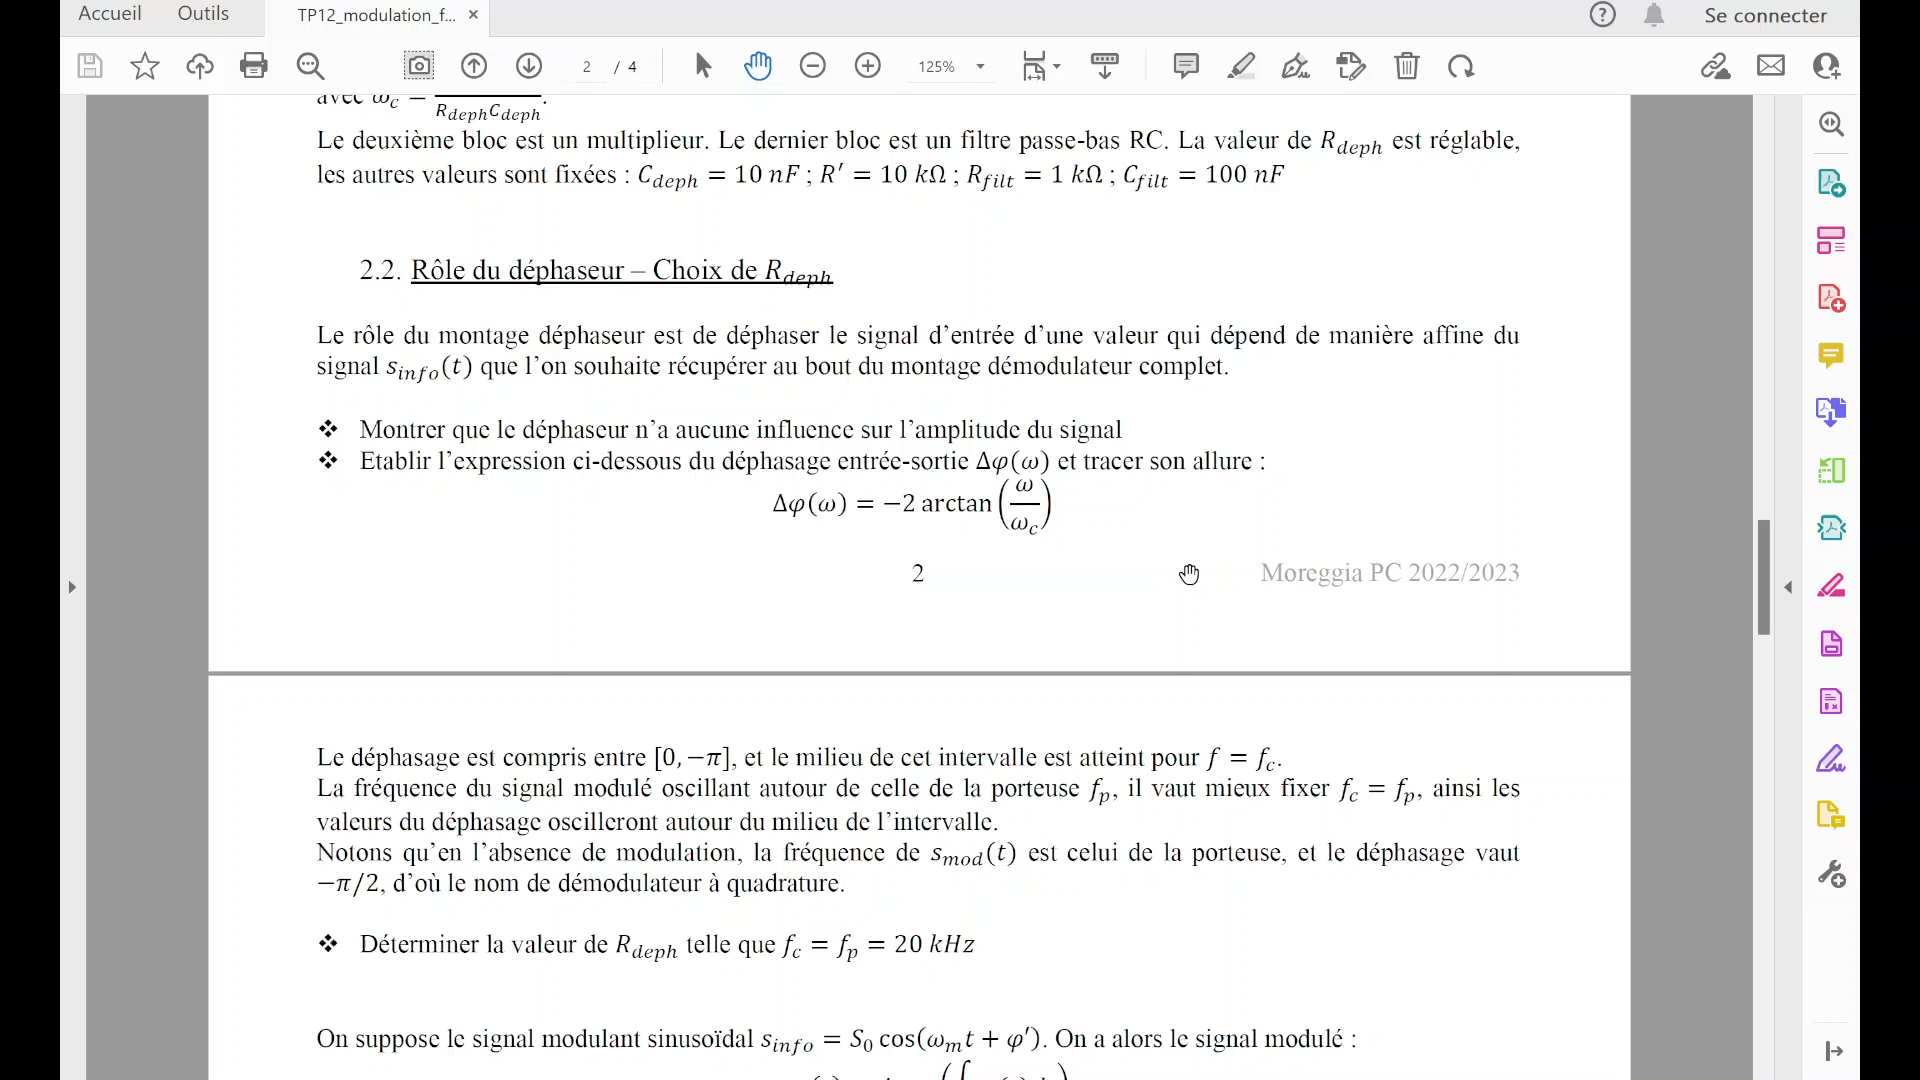 Accueil Outils TP12_modulation_f... × Se connecter
2 / 4 125%
avec ω_c = ‾/(R_deph C_deph).
Le deuxième bloc est un multiplieur. Le dernier bloc est un filtre passe-bas RC. La valeur de R_deph est réglable,
les autres valeurs sont fixées : C_deph = 10 nF ; R′ = 10 kΩ ; R_filt = 1 kΩ ; C_filt = 100 nF
2.2. Rôle du déphaseur – Choix de R_deph
Le rôle du montage déphaseur est de déphaser le signal d’entrée d’une valeur qui dépend de manière affine du
signal s_info(t) que l’on souhaite récupérer au bout du montage démodulateur complet.
❖ Montrer que le déphaseur n’a aucune influence sur l’amplitude du signal
❖ Etablir l’expression ci-dessous du déphasage entrée-sortie Δφ(ω) et tracer son allure :
Δφ(ω) = −2 arctan(ω/ω_c)
2 Moreggia PC 2022/2023
Le déphasage est compris entre [0, −π], et le milieu de cet intervalle est atteint pour f = f_c.
La fréquence du signal modulé oscillant autour de celle de la porteuse f_p, il vaut mieux fixer f_c = f_p, ainsi les
valeurs du déphasage oscilleront autour du milieu de l’intervalle.
Notons qu’en l’absence de modulation, la fréquence de s_mod(t) est celui de la porteuse, et le déphasage vaut
−π/2, d’où le nom de démodulateur à quadrature.
❖ Déterminer la valeur de R_deph telle que f_c = f_p = 20 kHz
On suppose le signal modulant sinusoïdal s_info = S_0 cos(ω_m t + φ′). On a alors le signal modulé :